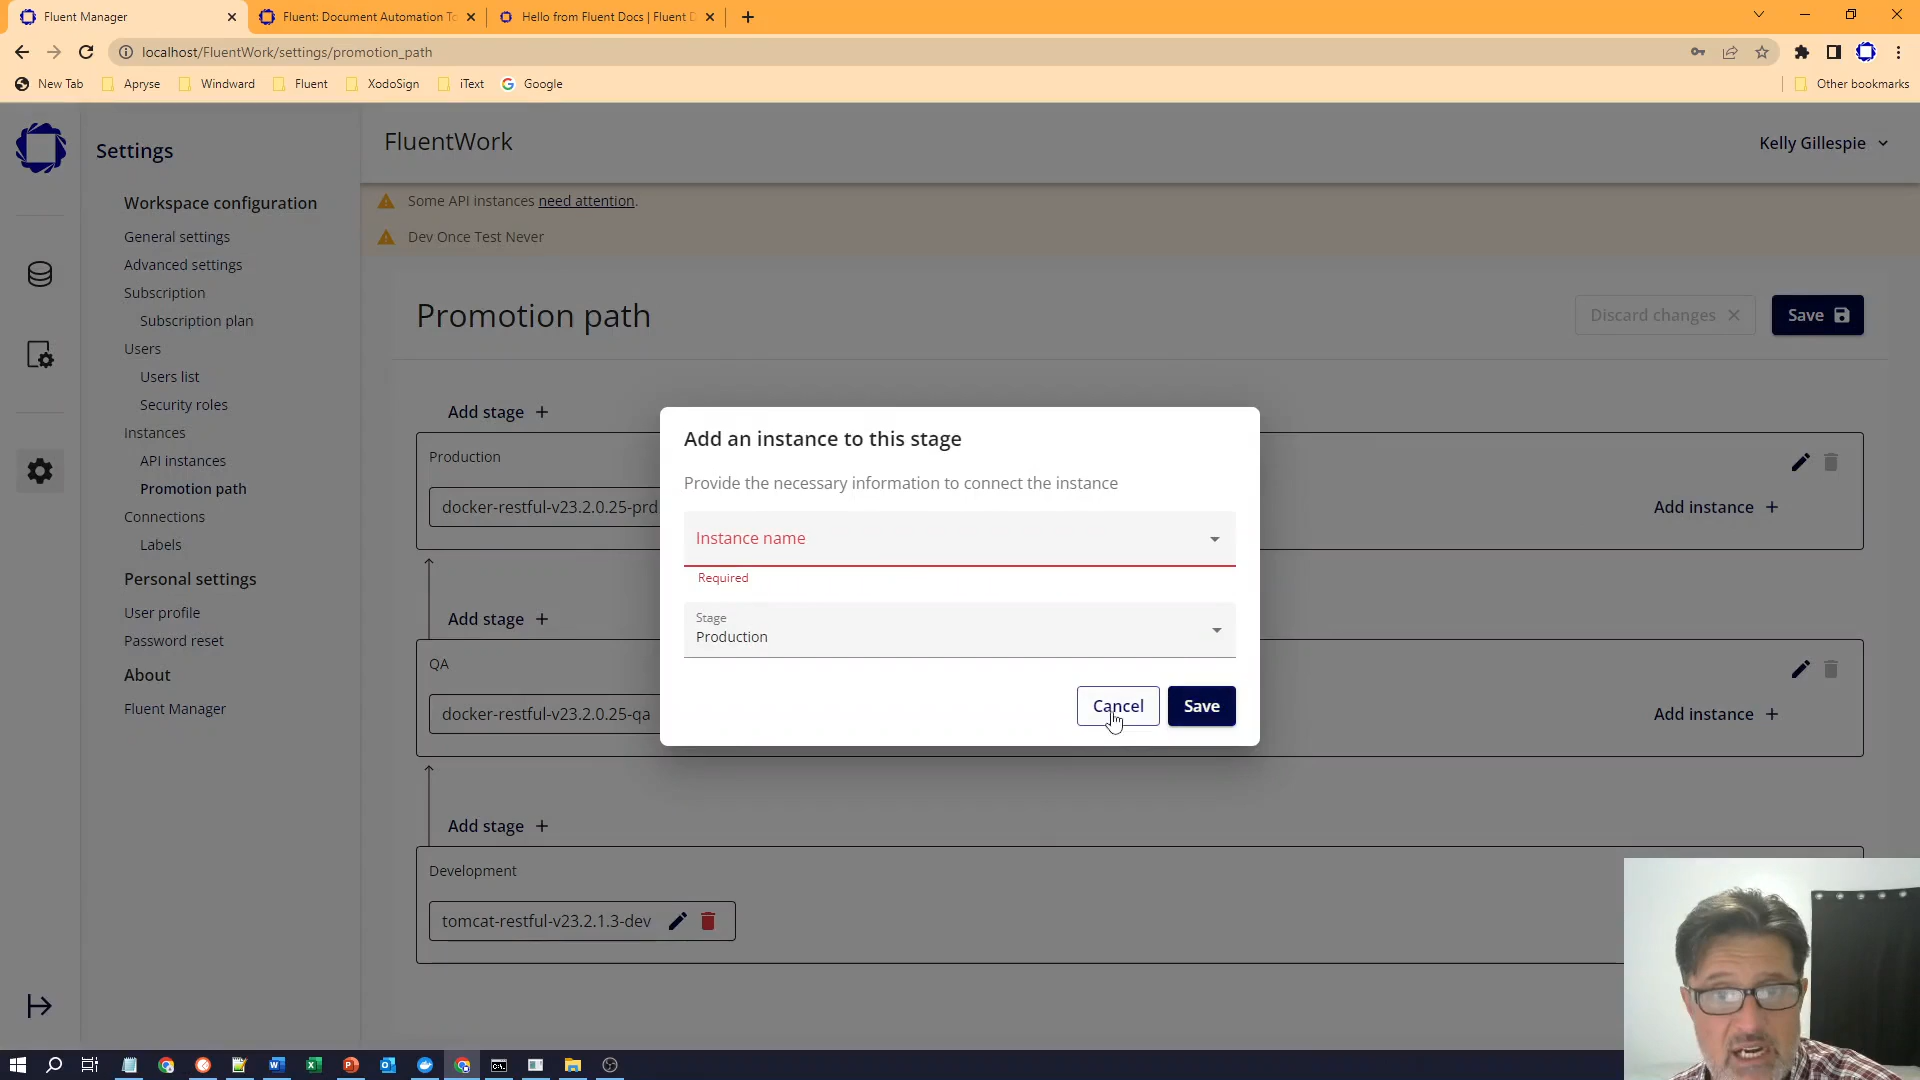 Fluent Manager
Fluent: Document Automation To
Hello from Fluent Docs | Fluent D
localhost/FluentWork/settings/promotion_path
New Tab
Apryse
Windward
Fluent
XodoSign
iText
Google
Other bookmarks
Settings
Workspace configuration
General settings
Advanced settings
Subscription
Subscription plan
Users
Users list
Security roles
Instances
API instances
Promotion path
Connections
Labels
Personal settings
User profile
Password reset
About
Fluent Manager
FluentWork
Kelly Gillespie
Some API instances need attention.
Dev Once Test Never
Promotion path
Discard changes
Save
Add stage +
Production
docker-restful-v23.2.0.25-prd
Add instance +
Add stage +
QA
docker-restful-v23.2.0.25-qa
Add instance +
Add stage +
Development
tomcat-restful-v23.2.1.3-dev
Add an instance to this stage
Provide the necessary information to connect the instance
Instance name
Required
Stage
Production
Cancel
Save